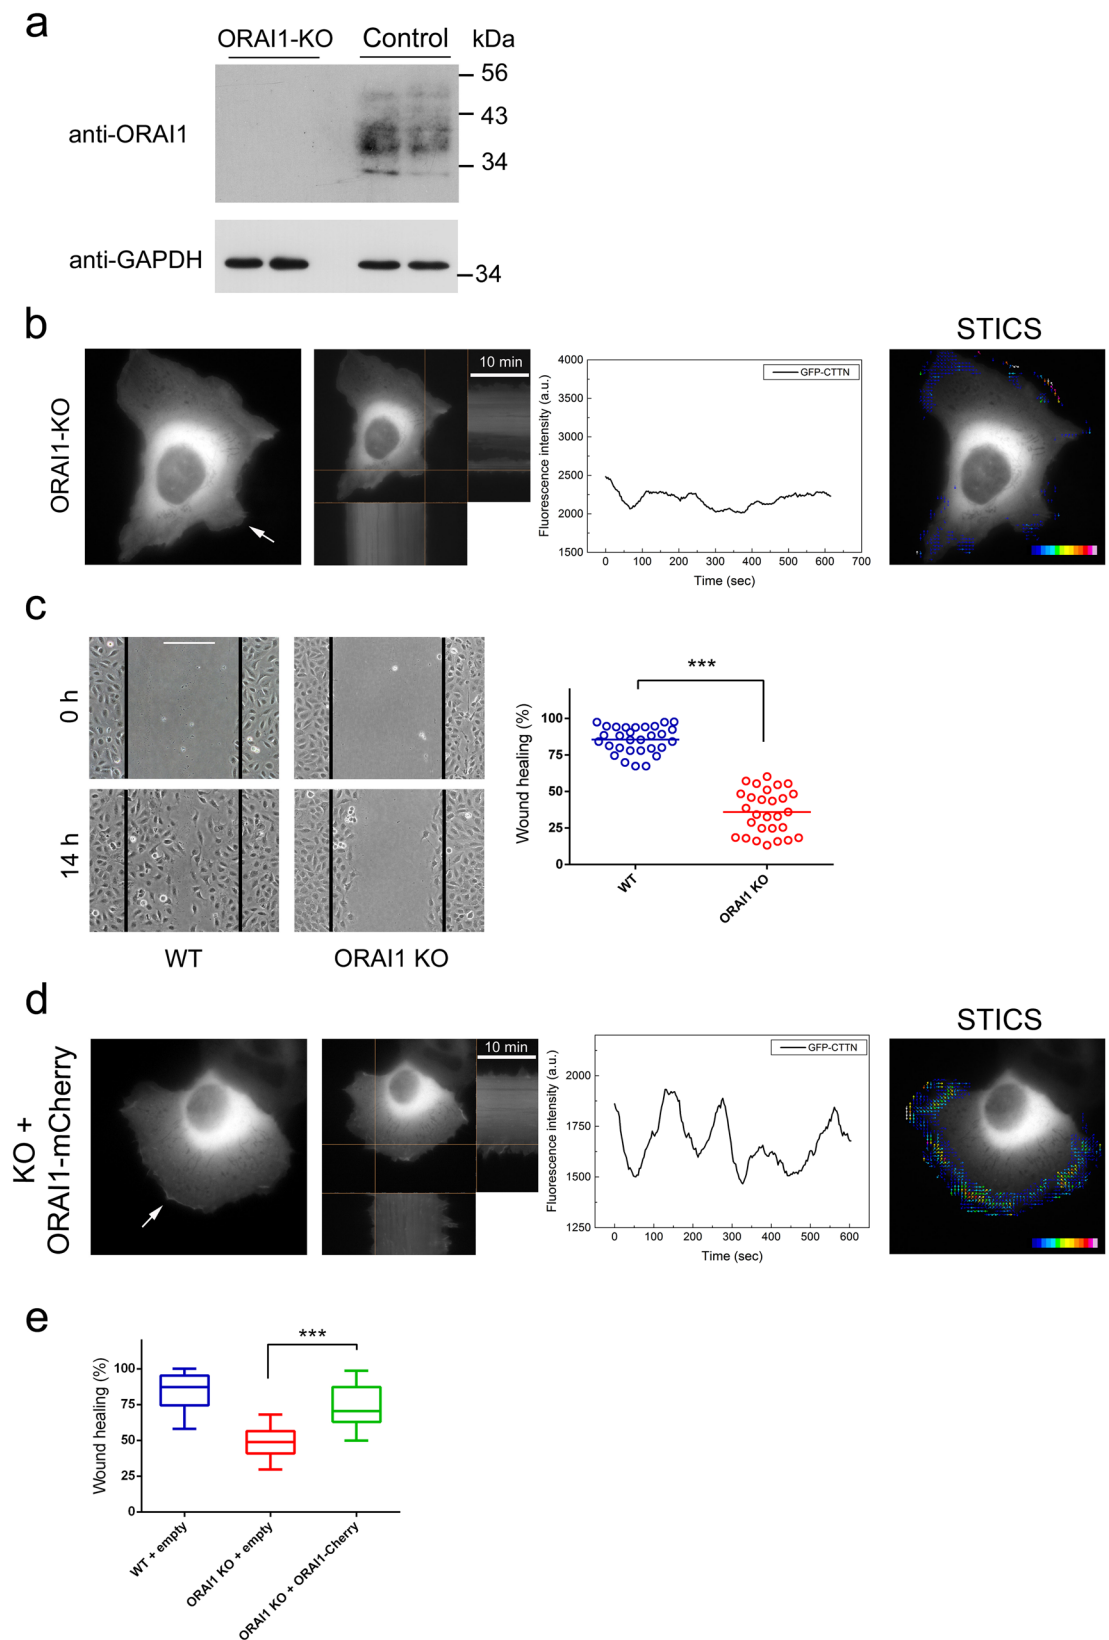 a
ORAI1-KO Control kDa
56
43
anti-ORAI1
34
anti-GAPDH
34
b
STICS
ORAI1-KO
10 min
Fluorescence intensity (a.u.)
4000
3500
3000
2500
2000
1500
GFP-CTTN
0 100 200 300 400 500 600 700
Time (sec)
c
0 h
14 h
WT
ORAI1 KO
***
Wound healing (%)
100
75
50
25
0
WT
ORAI1 KO
d
STICS
KO +
ORAI1-mCherry
10 min
Fluorescence intensity (a.u.)
2000
1750
1500
1250
GFP-CTTN
0 100 200 300 400 500 600
Time (sec)
e
***
Wound healing (%)
100
75
50
25
0
WT + empty
ORAI1 KO + empty
ORAI1 KO + ORAI1-Cherry